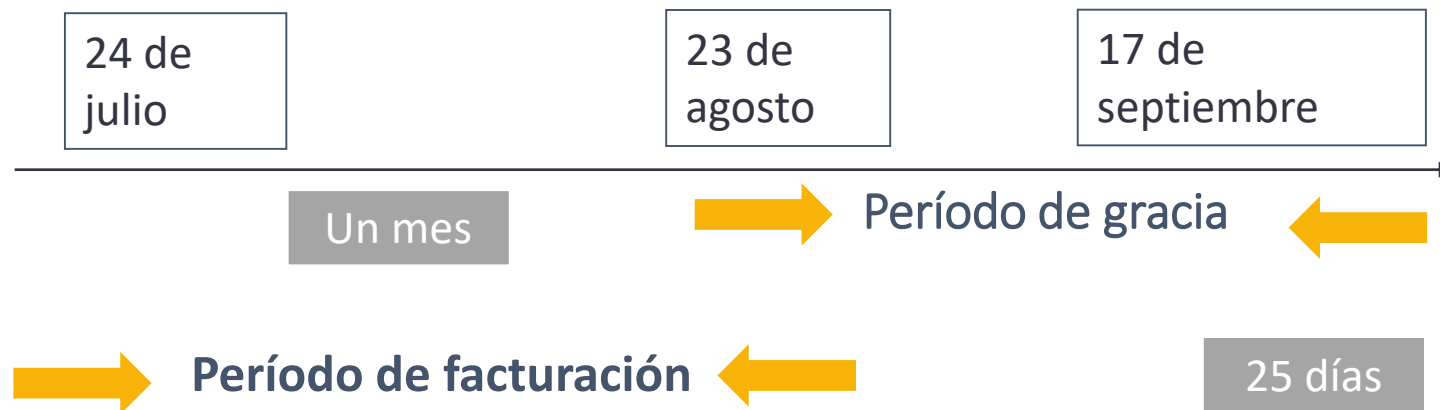 24 de
julio
23 de
agosto
17 de
septiembre
Un mes
Período de gracia
Período de facturación
25 días